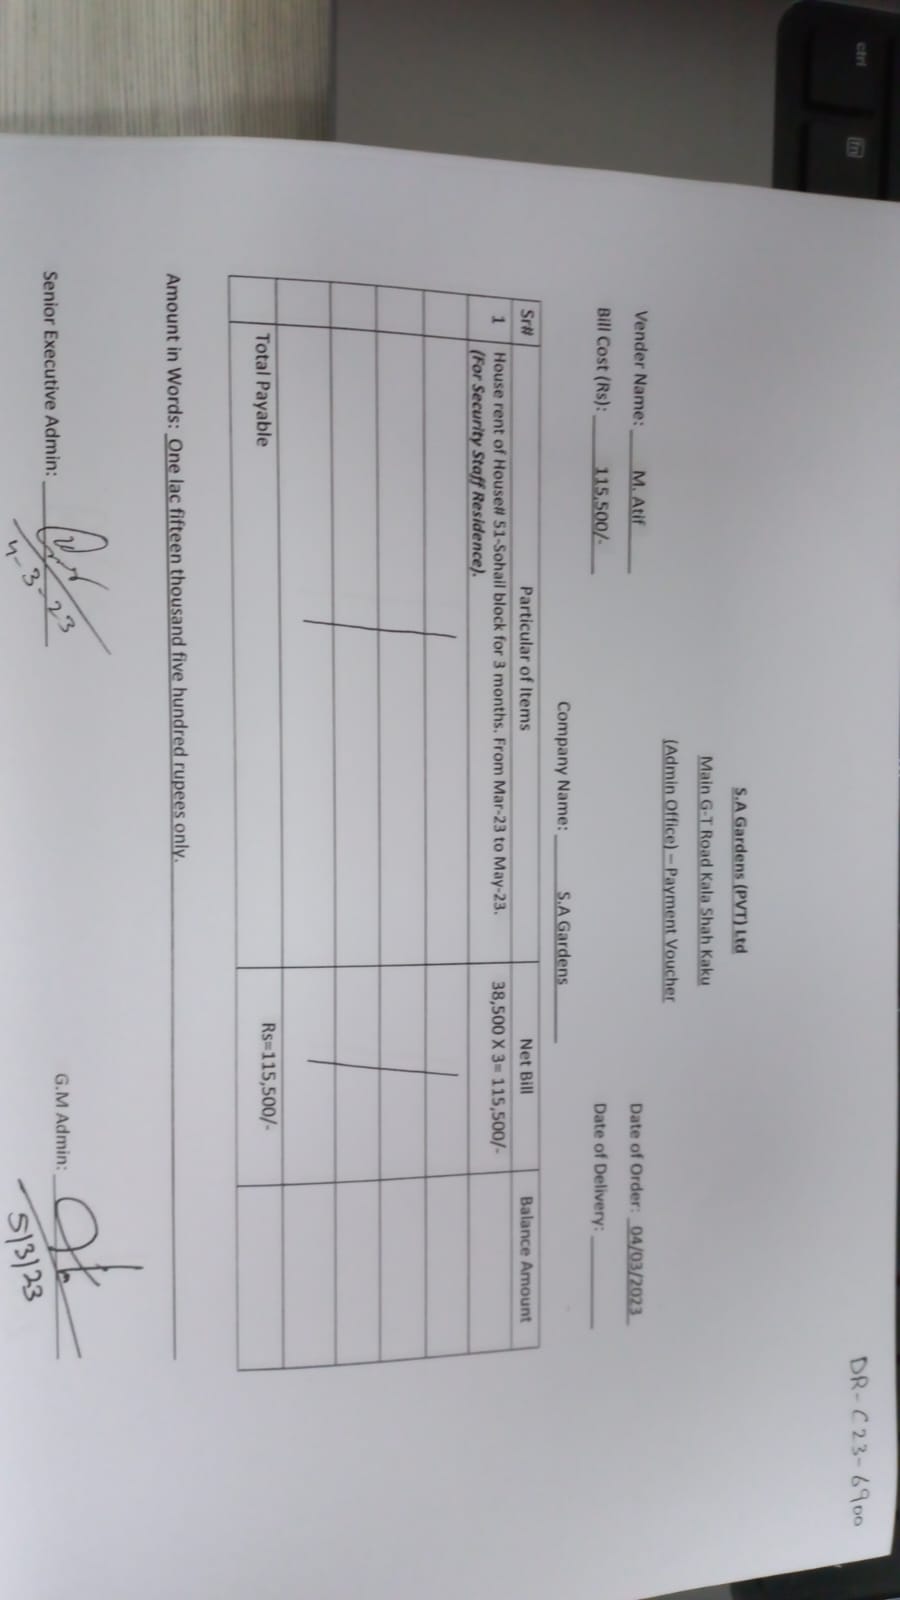 DR-C23-6900
S.A Gardens (PVT) Ltd
Main G-T Road Kala Shah Kaku
(Admin Office) – Payment Voucher
Vender Name: M. Atif Date of Order: 04/03/2023
Bill Cost (Rs): 115,500/- Date of Delivery:
Company Name: S.A Gardens
Sr# Particular of Items Net Bill Balance Amount
1 House rent of House# 51-Sohail block for 3 months. From Mar-23 to May-23. 38,500 X 3= 115,500/-
(For Security Staff Residence).
Total Payable Rs=115,500/-
Amount in Words: One lac fifteen thousand five hundred rupees only.
Senior Executive Admin: G.M Admin:
4-3-23 5/3/23
ctrl
fn